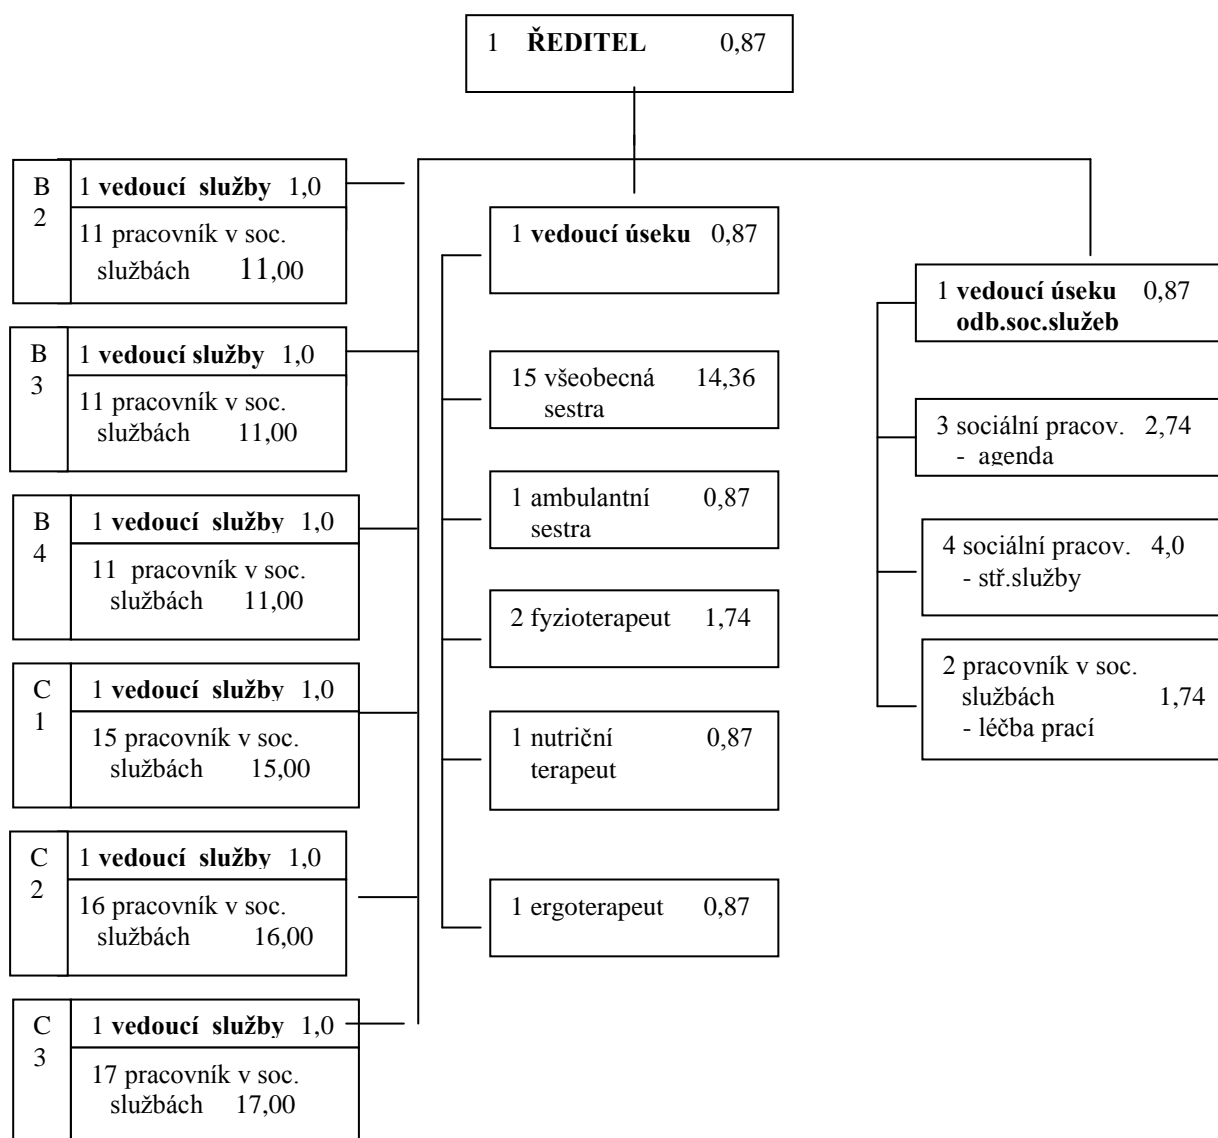 1 ŘEDITEL 0,87
B
2
1 vedoucí služby 1,0
11 pracovník v soc.
službách 11,00
B
3
1 vedoucí služby 1,0
11 pracovník v soc.
službách 11,00
B
4
1 vedoucí služby 1,0
11 pracovník v soc.
službách 11,00
C
1
1 vedoucí služby 1,0
15 pracovník v soc.
službách 15,00
C
2
1 vedoucí služby 1,0
16 pracovník v soc.
službách 16,00
C
3
1 vedoucí služby 1,0
17 pracovník v soc.
službách 17,00
1 vedoucí úseku 0,87
15 všeobecná 14,36
sestra
1 ambulantní 0,87
sestra
2 fyzioterapeut 1,74
1 nutriční 0,87
terapeut
1 ergoterapeut 0,87
1 vedoucí úseku 0,87
odb.soc.služeb
3 sociální pracov. 2,74
- agenda
4 sociální pracov. 4,0
- stř.služby
2 pracovník v soc.
službách 1,74
- léčba prací